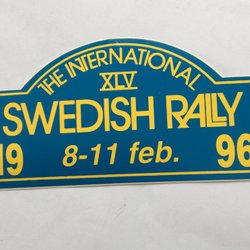 THE INTERNATIONAL
XLV
SWEDISH RALLY
19 8-11 feb. 96